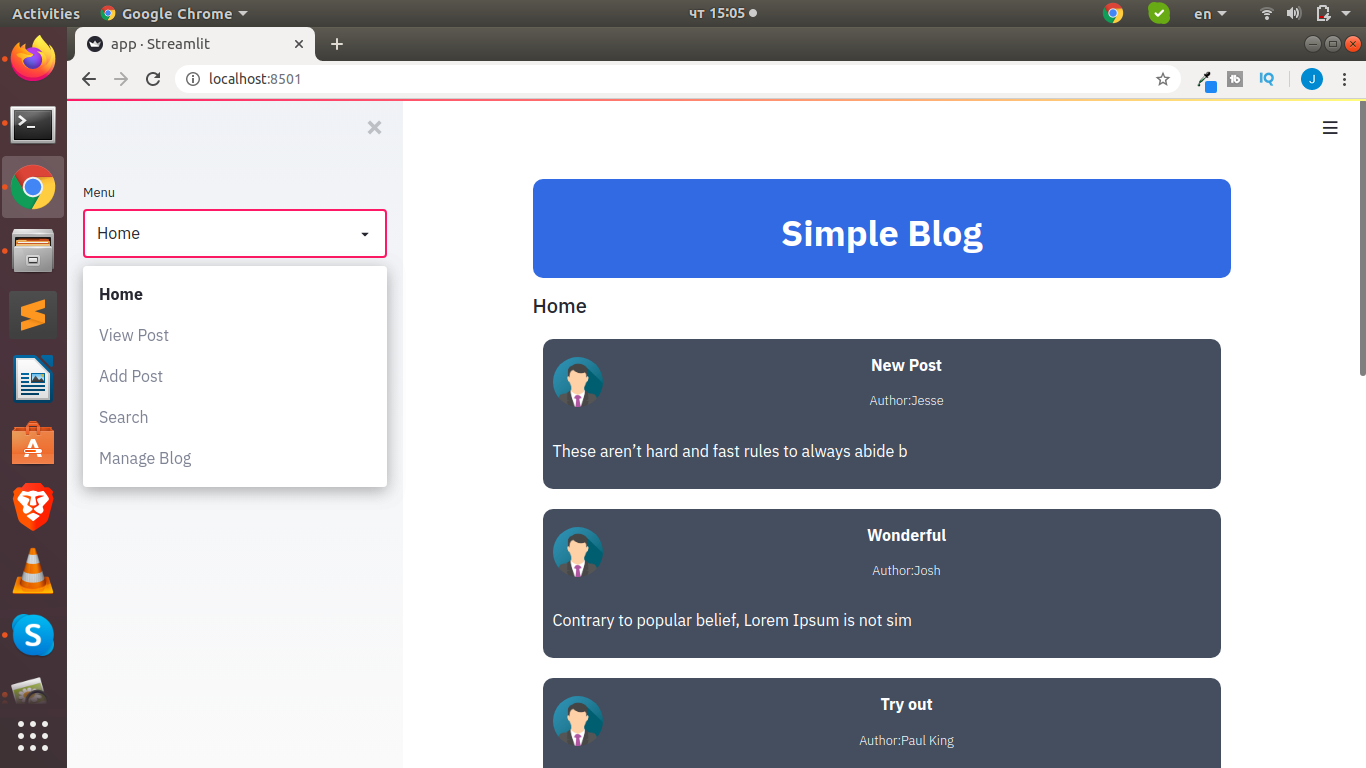 Activities
Google Chrome
чт 15:05
en
app · Streamlit
localhost:8501
tb
IQ
J
Menu
Home
Home
View Post
Add Post
Search
Manage Blog
Simple Blog
Home
New Post
Author:Jesse
These aren’t hard and fast rules to always abide b
Wonderful
Author:Josh
Contrary to popular belief, Lorem Ipsum is not sim
Try out
Author:Paul King